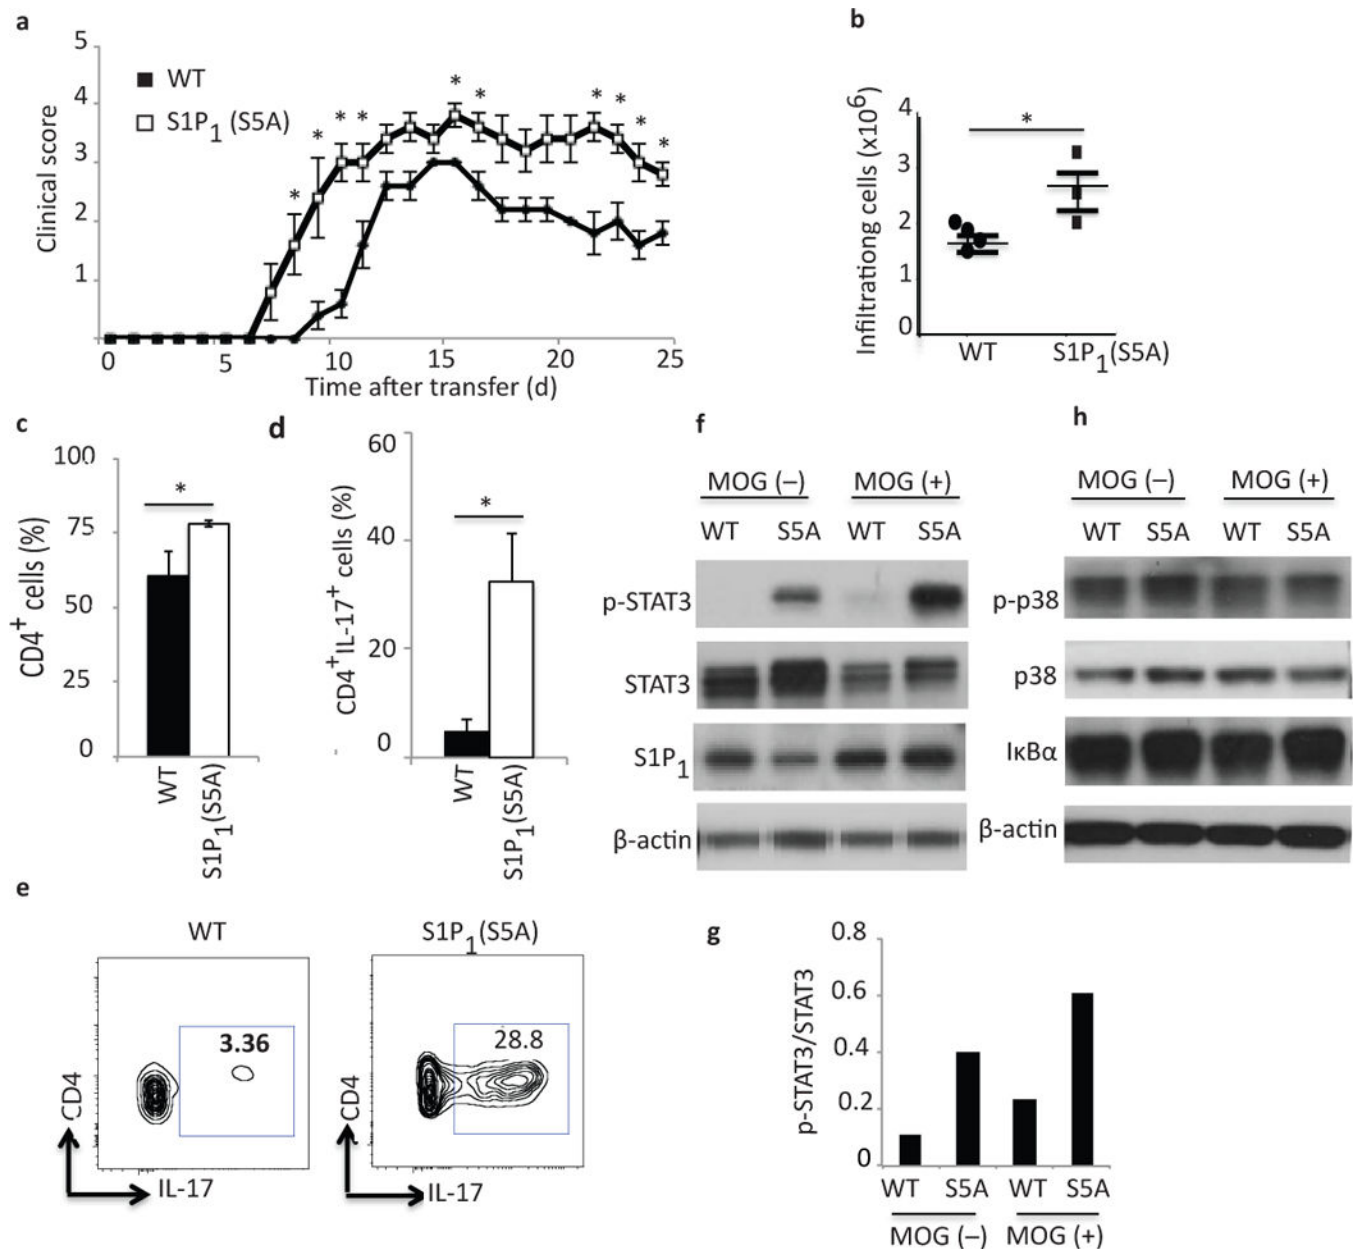 a
5
4
3
2
1
Clinical score
WT
S1P1 (S5A)
* * * * * * * * * *
0 5 10 15 20 25
Time after transfer (d)
b
4
3
2
1
0
Infiltrationg cells (x10⁶)
*
WT S1P1(S5A)
c
100
75
50
25
0
CD4+ cells (%)
*
WT
S1P1(S5A)
d
60
40
20
0
CD4+IL-17+ cells (%)
*
WT
S1P1(S5A)
e
WT
3.36
CD4
IL-17
S1P1(S5A)
28.8
CD4
IL-17
f
MOG (–) MOG (+)
WT S5A WT S5A
p-STAT3
STAT3
S1P1
β-actin
h
MOG (–) MOG (+)
WT S5A WT S5A
p-p38
p38
IκBα
β-actin
g
0.8
0.6
0.4
0.2
0
p-STAT3/STAT3
WT S5A WT S5A
MOG (–) MOG (+)